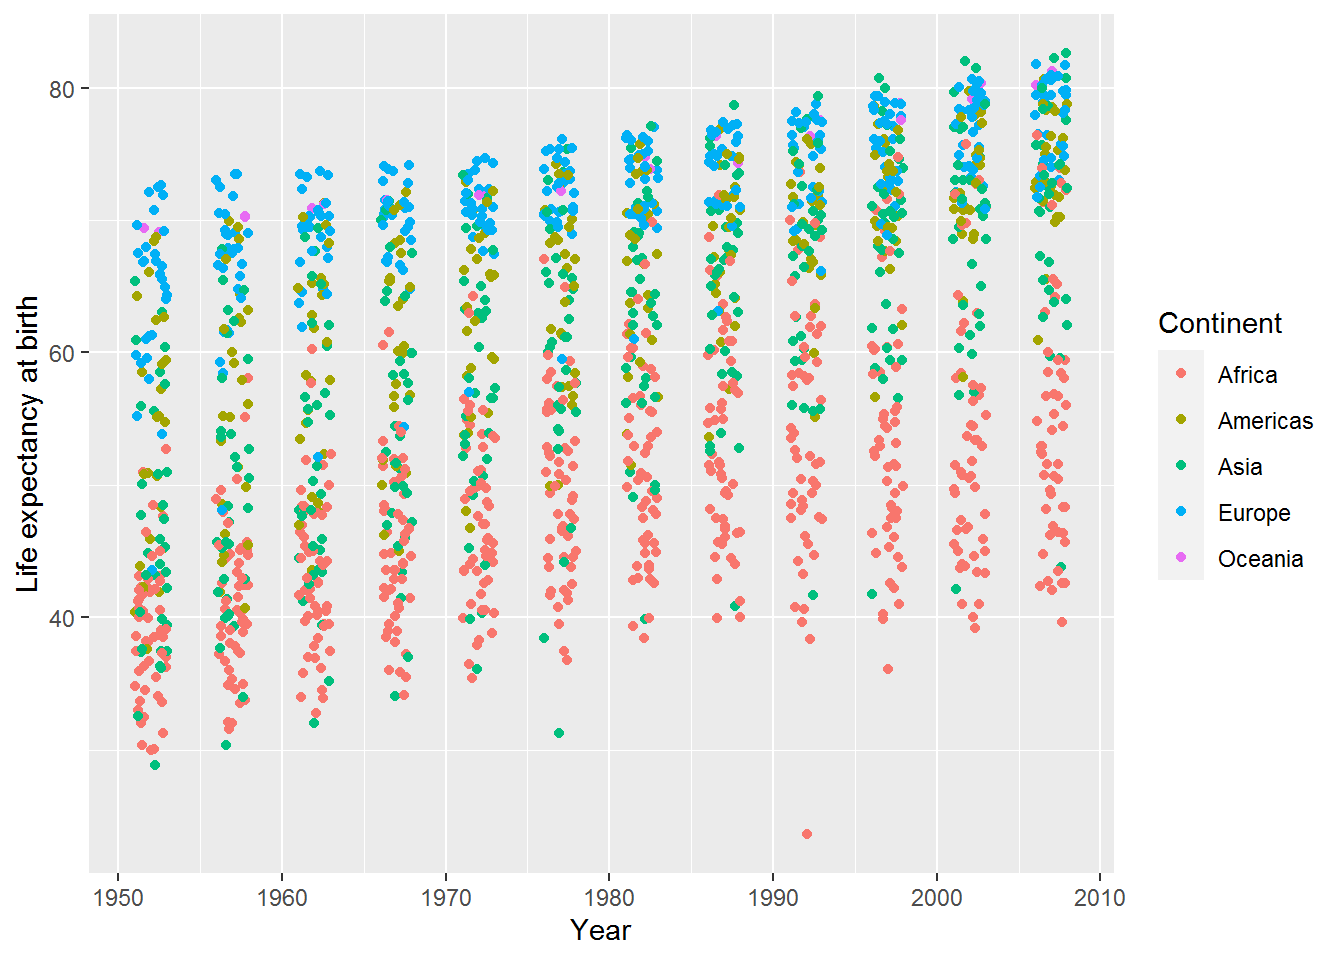 Life expectancy at birth
80
60
40
1950 1960 1970 1980 1990 2000 2010
Year
Continent
Africa
Americas
Asia
Europe
Oceania